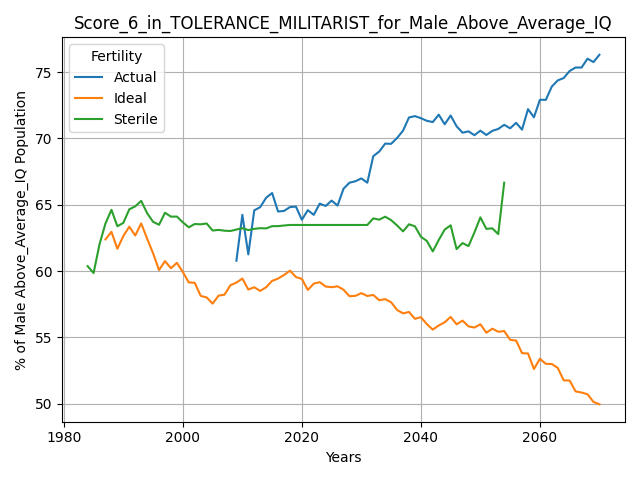 Score_6_in_TOLERANCE_MILITARIST_for_Male_Above_Average_IQ
Fertility
Actual
Ideal
Sterile
% of Male Above_Average_IQ Population
75
70
65
60
55
50
1980
2000
2020
2040
2060
Years